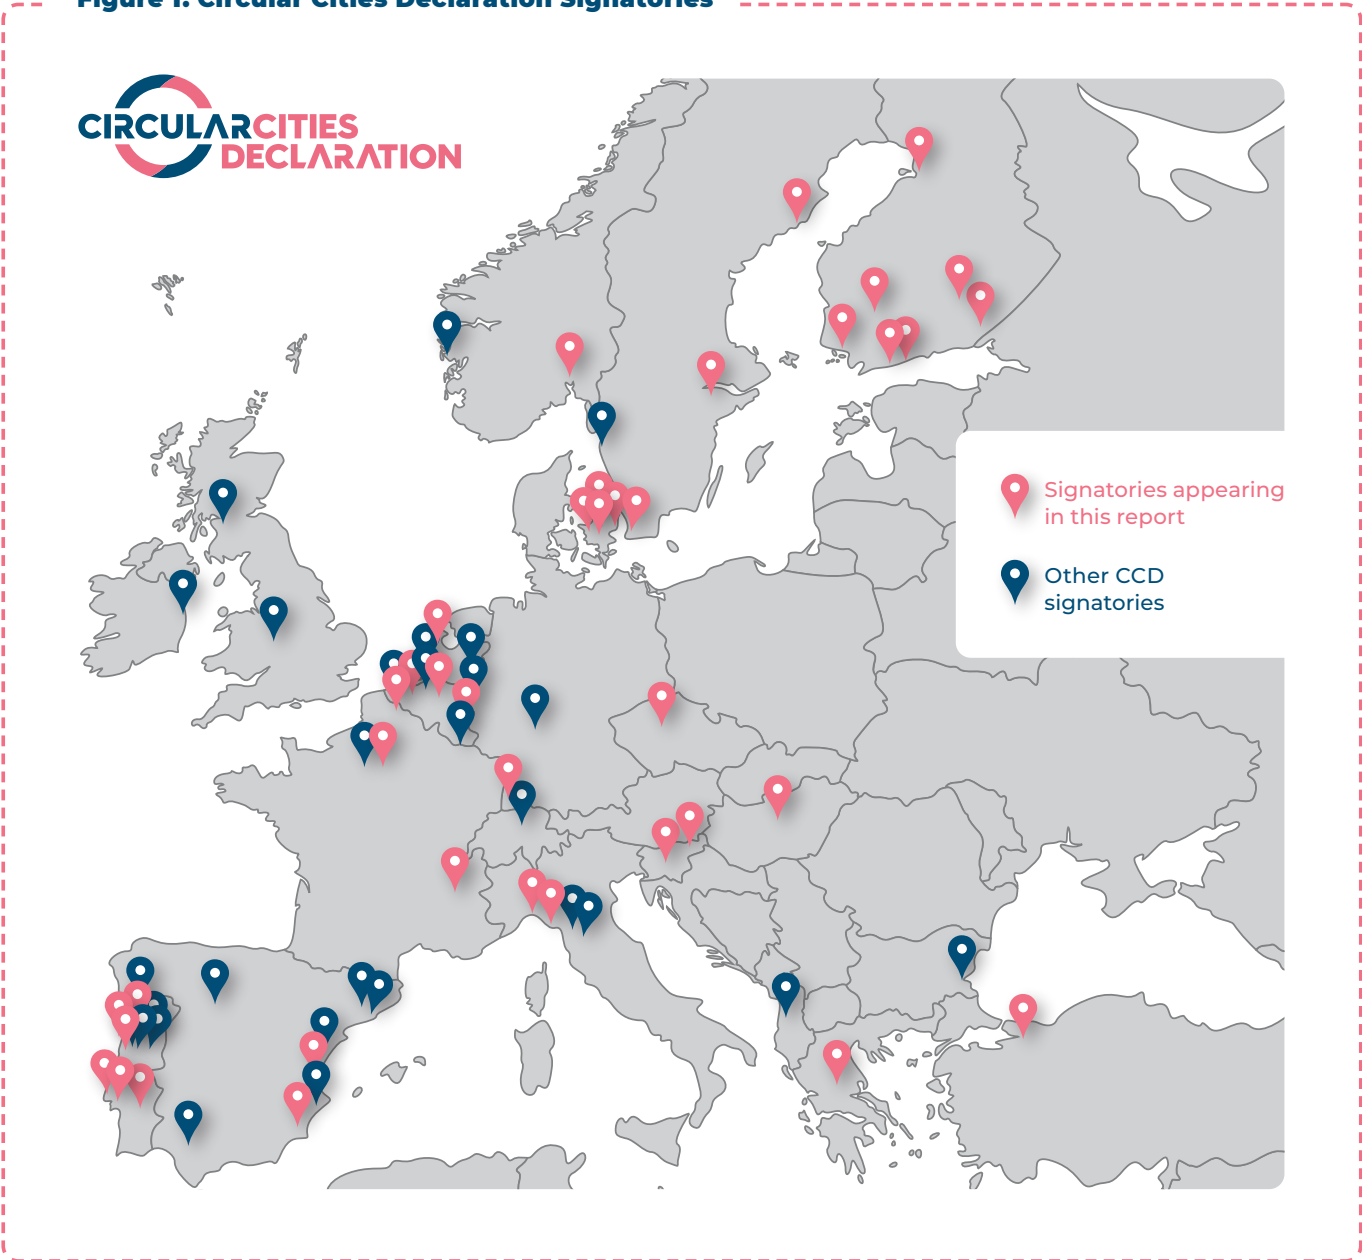 Figure 1: Circular Cities Declaration Signatories
CIRCULARCITIES
DECLARATION
Signatories appearing
in this report
Other CCD
signatories